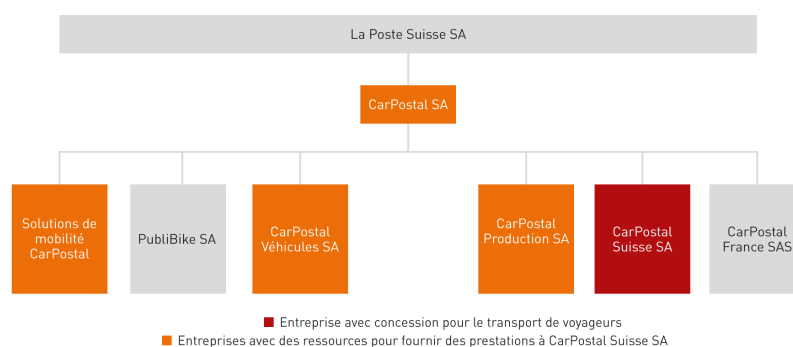 La Poste Suisse SA
CarPostal SA
Solutions de
mobilité
CarPostal
PubliBike SA
CarPostal
Véhicules SA
CarPostal
Production SA
CarPostal
Suisse SA
CarPostal
France SAS
Entreprise avec concession pour le transport de voyageurs
Entreprises avec des ressources pour fournir des prestations à CarPostal Suisse SA